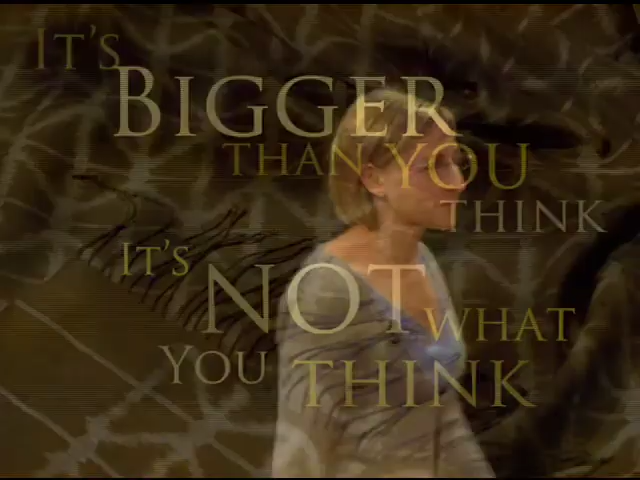 It's
Bigger
than you
think
It's
not what
you think